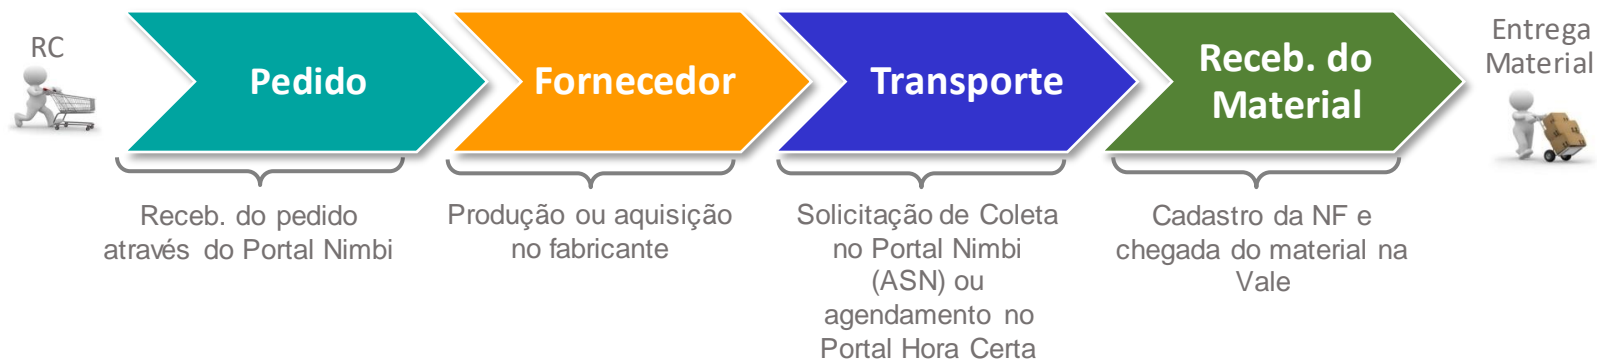 RC
Pedido
Fornecedor
Transporte
Receb. do
Material
Entrega
Material
Receb. do pedido
através do Portal Nimbi
Produção ou aquisição
no fabricante
Solicitação de Coleta
no Portal Nimbi
(ASN) ou
agendamento no
Portal Hora Certa
Cadastro da NF e
chegada do material na
Vale